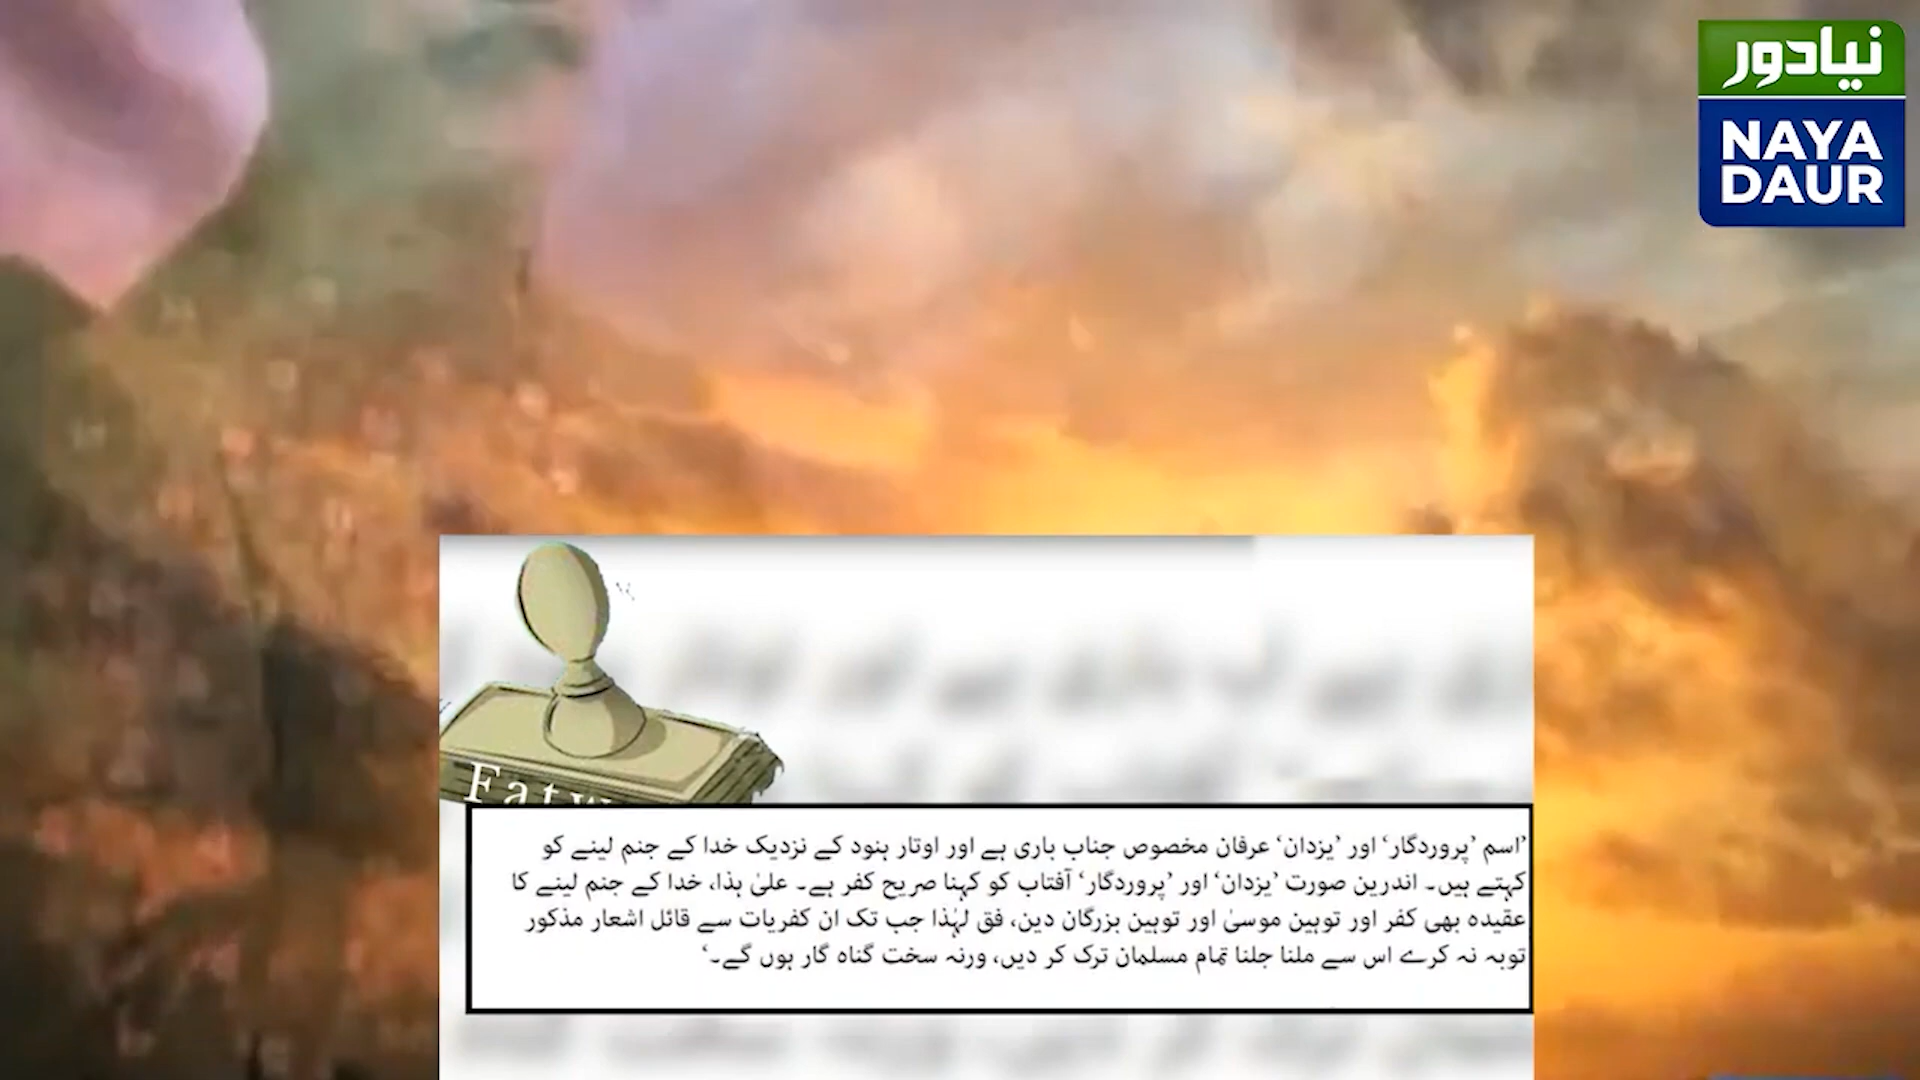 نیادور
NAYA
DAUR
Fatw
’اسم ’پروردگار‘ اور ’یزدان‘ عرفان مخصوص جناب باری ہے اور اوتار ہنود کے نزدیک خدا کے جنم لینے کو
کہتے ہیں۔ اندرین صورت ’یزدان‘ اور ’پروردگار‘ آفتاب کو کہنا صریح کفر ہے۔ علیٰ ہذا، خدا کے جنم لینے کا
عقیدہ بھی کفر اور توہین موسیٰ اور توہین بزرگان دین، فق لہٰذا جب تک ان کفریات سے قائل اشعار مذکور
توبہ نہ کرے اس سے ملنا جلنا تمام مسلمان ترک کر دیں، ورنہ سخت گناہ گار ہوں گے۔‘